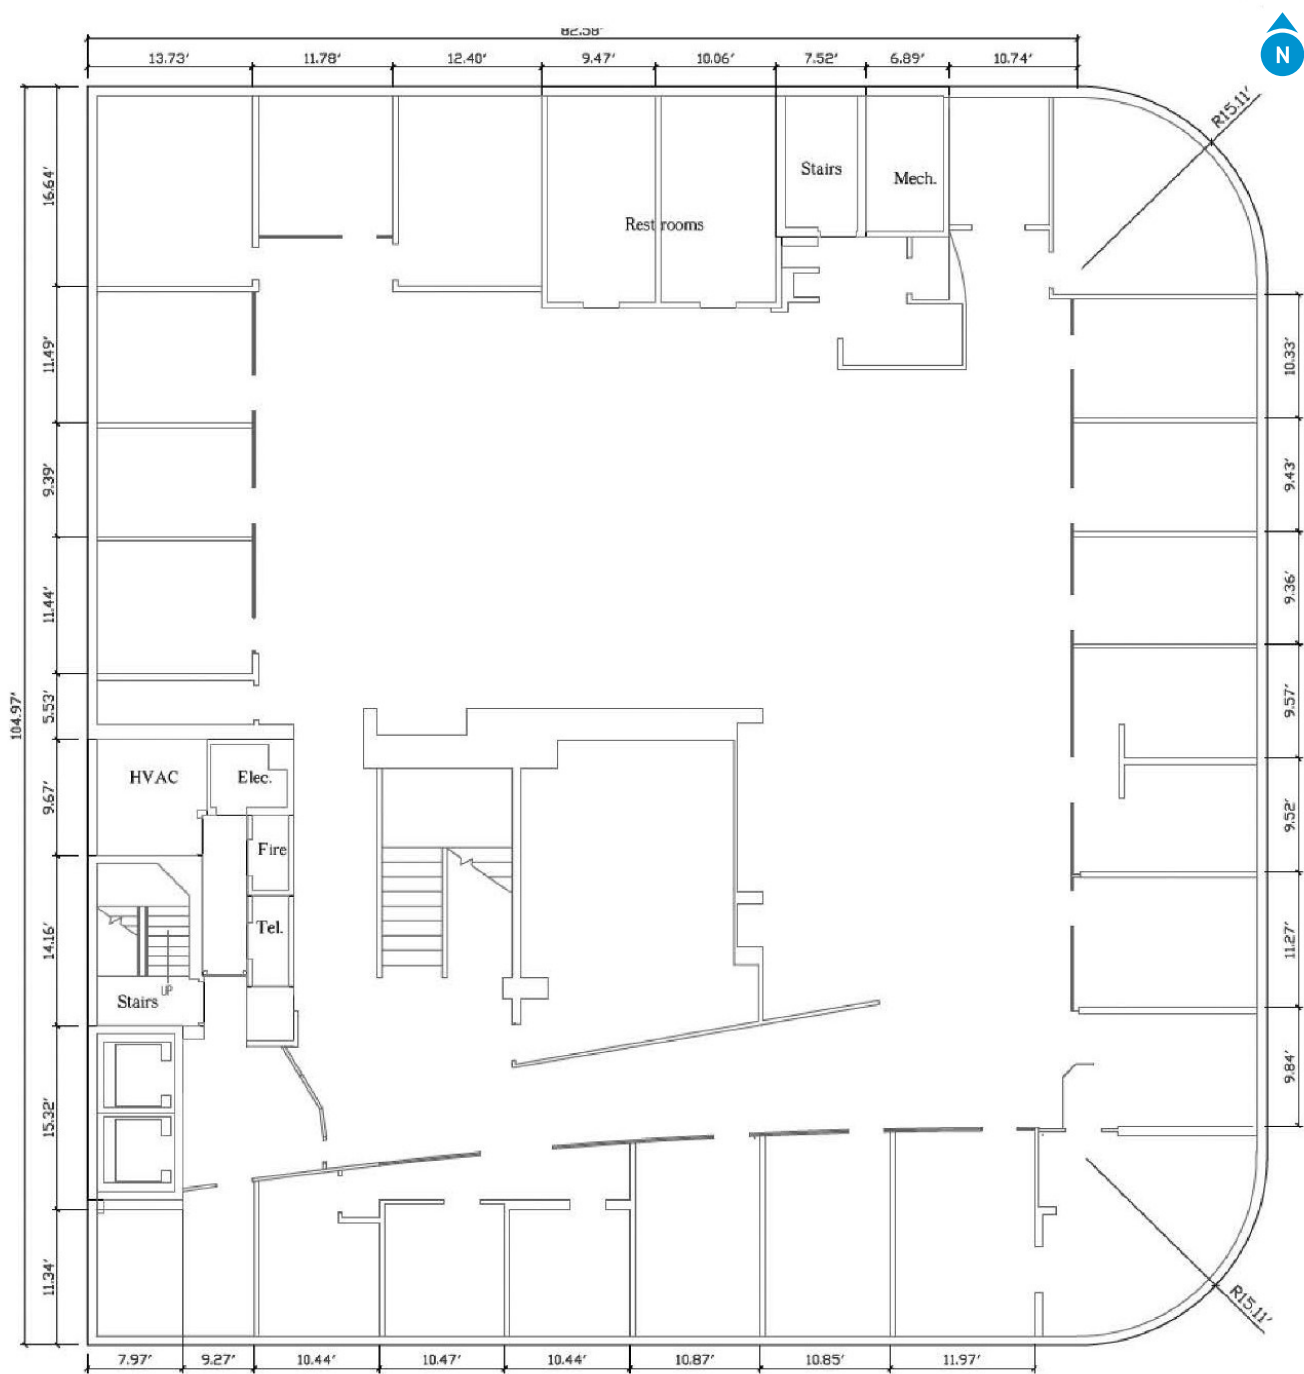 82.58'
13.73' 11.78' 12.40' 9.47' 10.06' 7.52' 6.89' 10.74'
N
R15.11'
16.64'
Stairs
Mech.
Rest rooms
11.49'
10.33'
9.39'
9.43'
11.44'
9.36'
104.97'
5.53'
9.57'
HVAC
Elec.
9.67'
9.52'
Fire
Tel.
14.16'
11.27'
UP
Stairs
9.84'
15.32'
11.34'
R15.11'
7.97' 9.27' 10.44' 10.47' 10.44' 10.87' 10.85' 11.97'